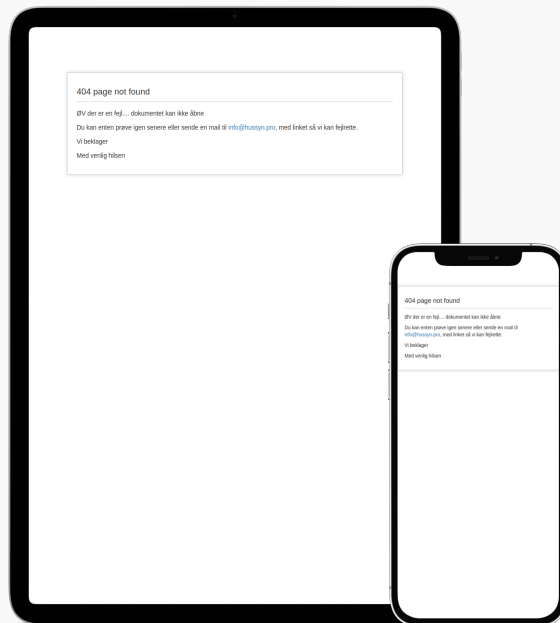 404 page not found
ØV der er en fejl.... dokumentet kan ikke åbne
Du kan enten prøve igen senere eller sende en mail til info@hussyn.pro, med linket så vi kan fejlrette.
Vi beklager
Med venlig hilsen
404 page not found
ØV der er en fejl.... dokumentet kan ikke åbne
Du kan enten prøve igen senere eller sende en mail til
info@hussyn.pro, med linket så vi kan fejlrette.
Vi beklager
Med venlig hilsen